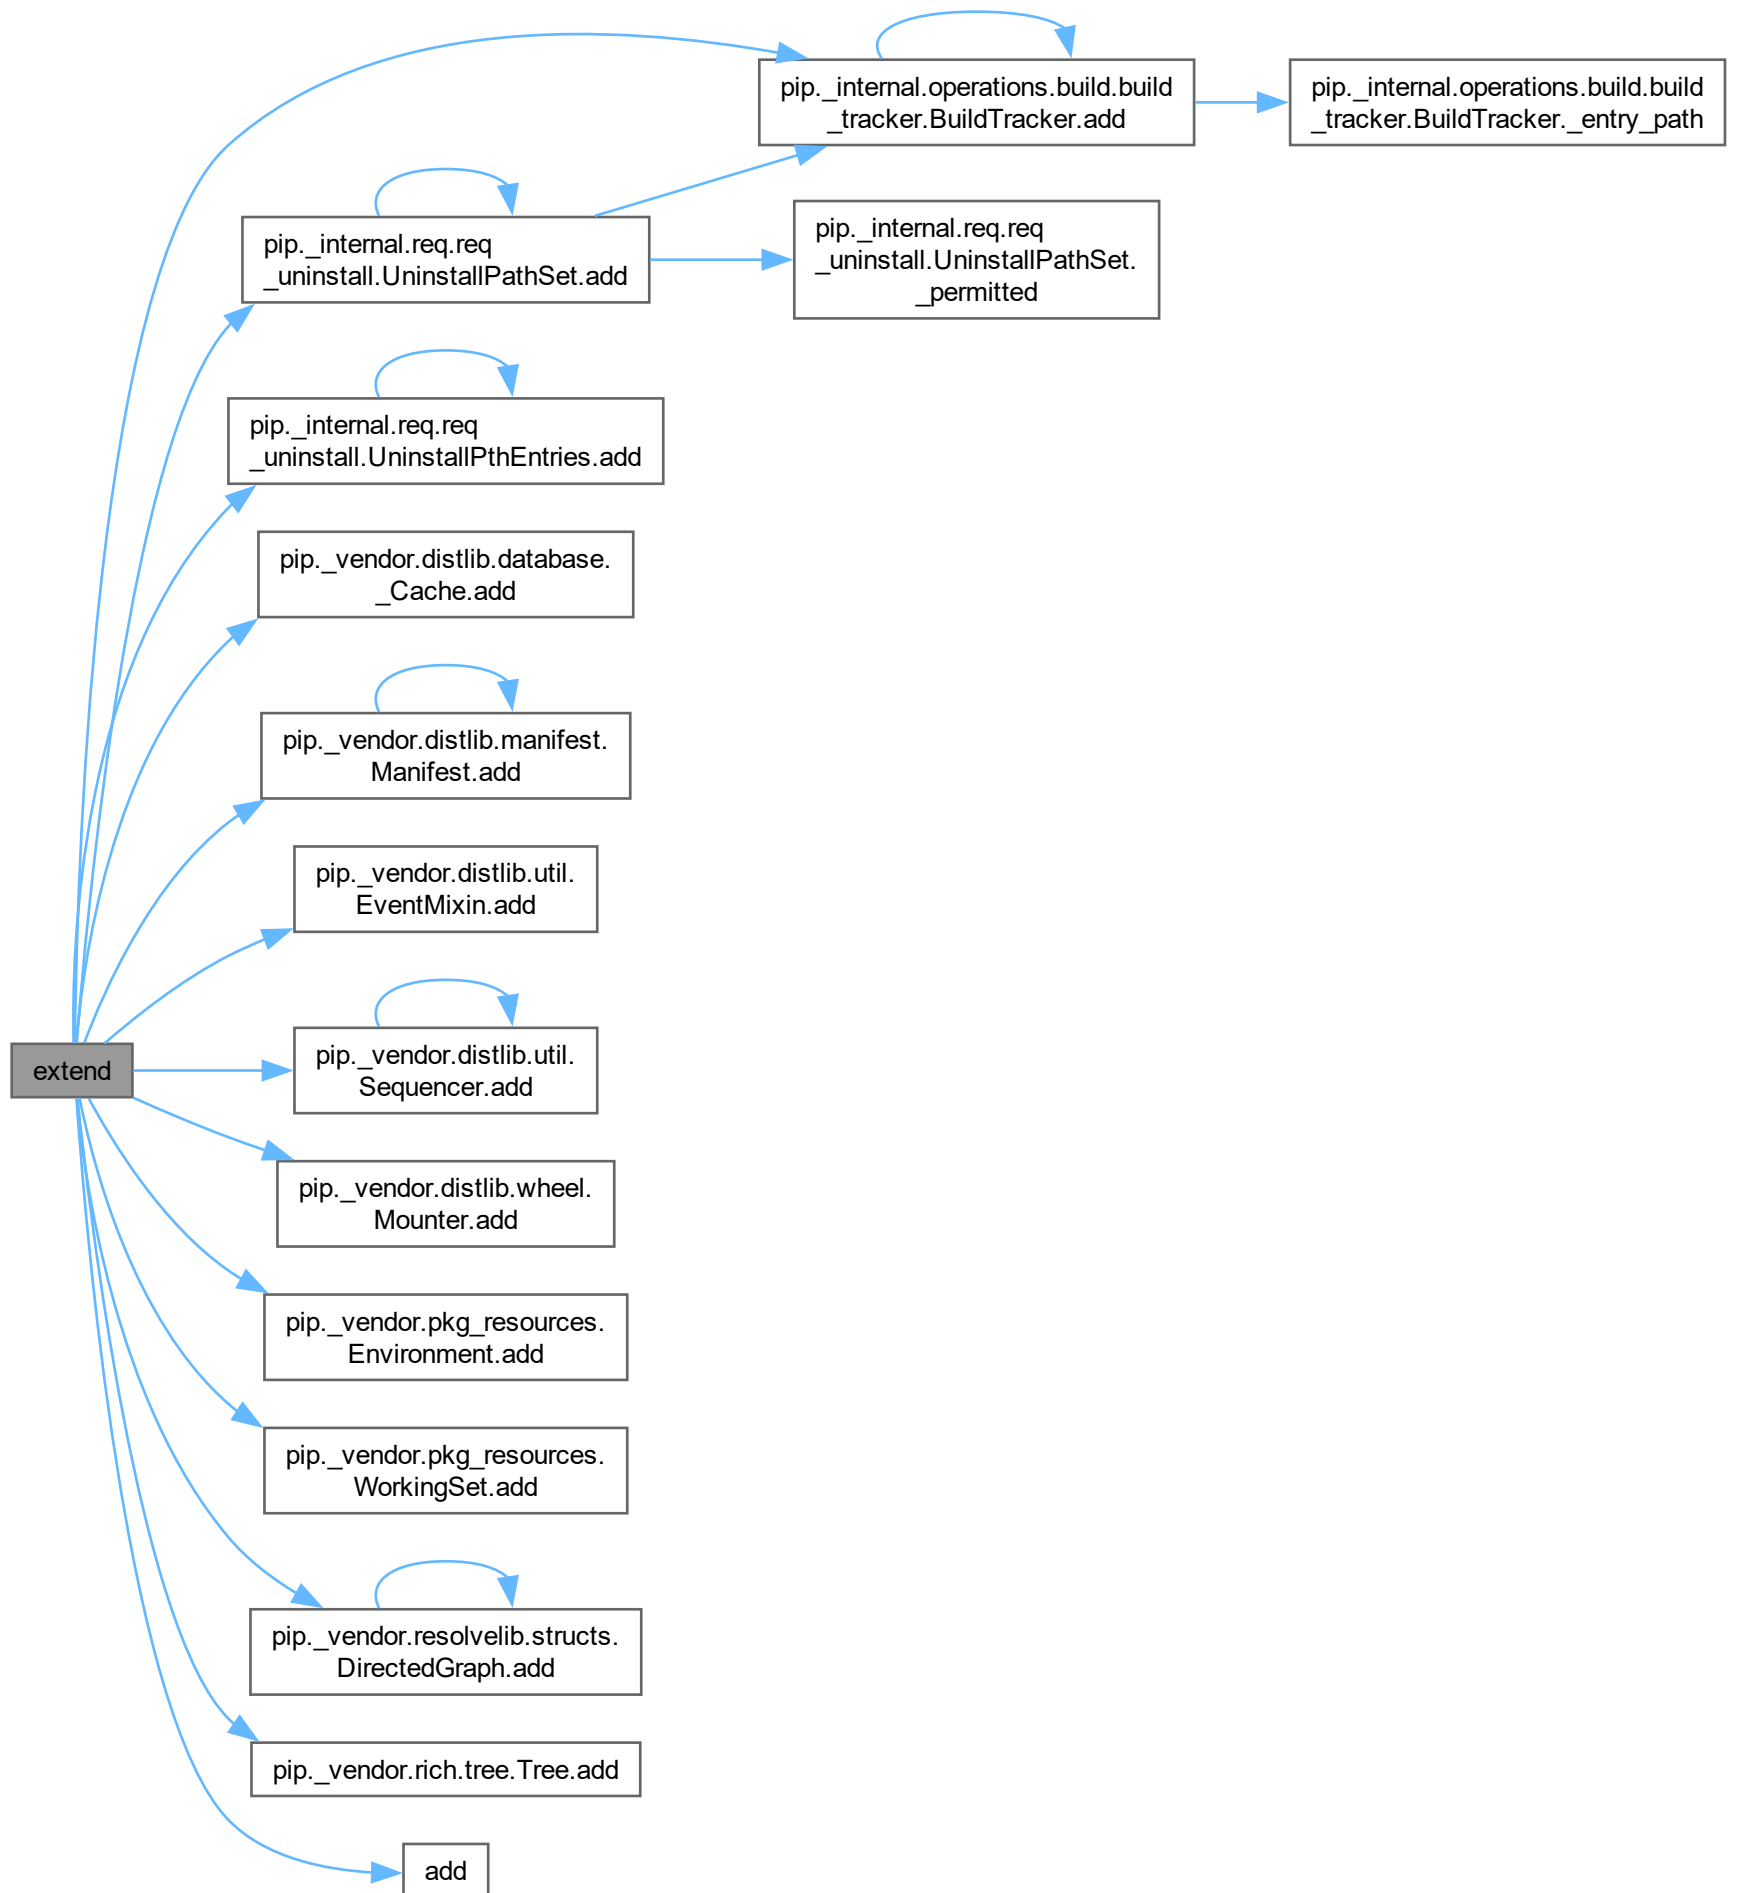 pip._internal.operations.build.build
_tracker.BuildTracker.add
pip._internal.operations.build.build
_tracker.BuildTracker._entry_path
pip._internal.req.req
_uninstall.UninstallPathSet.add
pip._internal.req.req
_uninstall.UninstallPathSet.
_permitted
pip._internal.req.req
_uninstall.UninstallPthEntries.add
pip._vendor.distlib.database.
_Cache.add
pip._vendor.distlib.manifest.
Manifest.add
pip._vendor.distlib.util.
EventMixin.add
extend
pip._vendor.distlib.util.
Sequencer.add
pip._vendor.distlib.wheel.
Mounter.add
pip._vendor.pkg_resources.
Environment.add
pip._vendor.pkg_resources.
WorkingSet.add
pip._vendor.resolvelib.structs.
DirectedGraph.add
pip._vendor.rich.tree.Tree.add
add